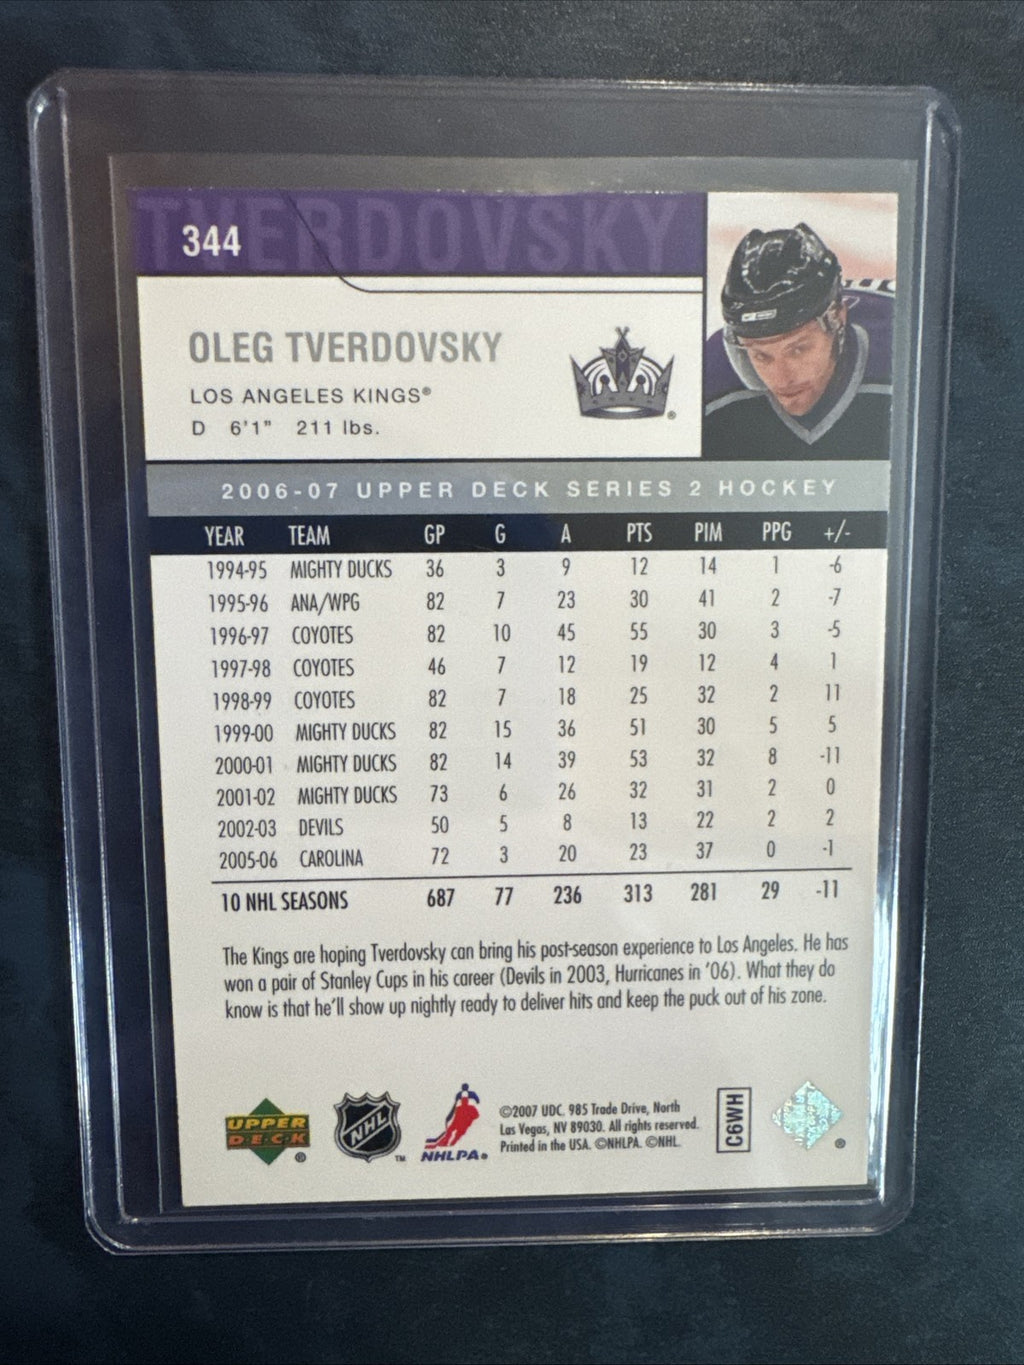 TVERDOVSKY
344
OLEG TVERDOVSKY
LOS ANGELES KINGS®
D 6'1" 211 lbs.
2006-07 UPPER DECK SERIES 2 HOCKEY
YEAR TEAM GP G A PTS PIM PPG +/-
1994-95 MIGHTY DUCKS 36 3 9 12 14 1 -6
1995-96 ANA/WPG 82 7 23 30 41 2 -7
1996-97 COYOTES 82 10 45 55 30 3 -5
1997-98 COYOTES 46 7 12 19 12 4 1
1998-99 COYOTES 82 7 18 25 32 2 11
1999-00 MIGHTY DUCKS 82 15 36 51 30 5 5
2000-01 MIGHTY DUCKS 82 14 39 53 32 8 -11
2001-02 MIGHTY DUCKS 73 6 26 32 31 2 0
2002-03 DEVILS 50 5 8 13 22 2 2
2005-06 CAROLINA 72 3 20 23 37 0 -1
10 NHL SEASONS 687 77 236 313 281 29 -11
The Kings are hoping Tverdovsky can bring his post-season experience to Los Angeles. He has
won a pair of Stanley Cups in his career (Devils in 2003, Hurricanes in '06). What they do
know is that he'll show up nightly ready to deliver hits and keep the puck out of his zone.
UPPER
DECK®
NHL™
NHLPA®
©2007 UDC. 985 Trade Drive, North
Las Vegas, NV 89030. All rights reserved.
Printed in the USA. ©NHLPA. ©NHL.
C6WH